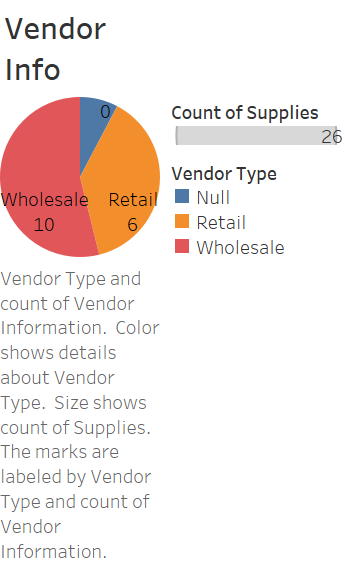 Vendor
Info
0
Wholesale
10
Retail
6
Count of Supplies
26
Vendor Type
Null
Retail
Wholesale
Vendor Type and
count of Vendor
Information.  Color
shows details
about Vendor
Type.  Size shows
count of Supplies.
The marks are
labeled by Vendor
Type and count of
Vendor
Information.